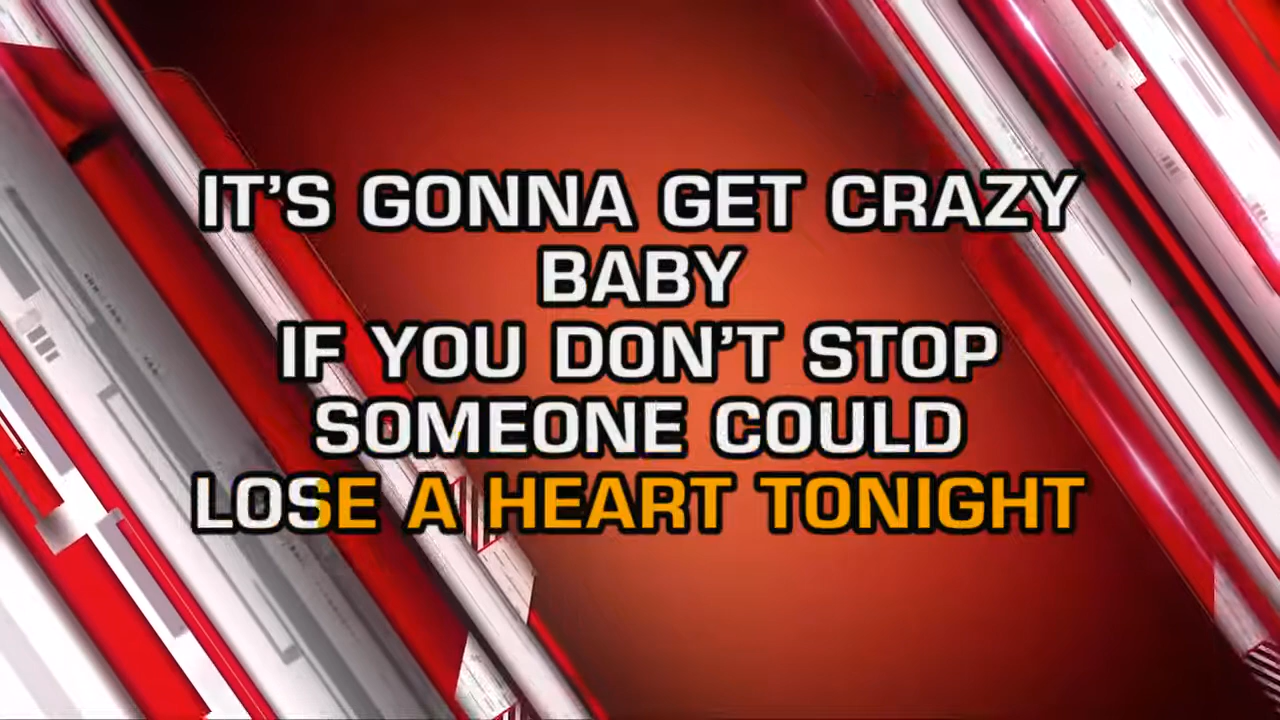 IT'S GONNA GET CRAZY
BABY
IF YOU DON'T STOP
SOMEONE COULD
LOSE A HEART TONIGHT